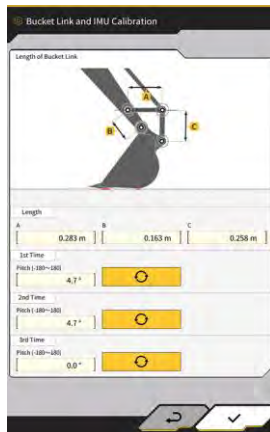 Bucket Link and IMU Calibration
Length of Bucket Link
A
B
C
Length
A B C
0.283 m 0.163 m 0.258 m
1st Time
Pitch (-180~180)
4.7°
2nd Time
Pitch (-180~180)
4.7°
3rd Time
Pitch (-180~180)
0.0°